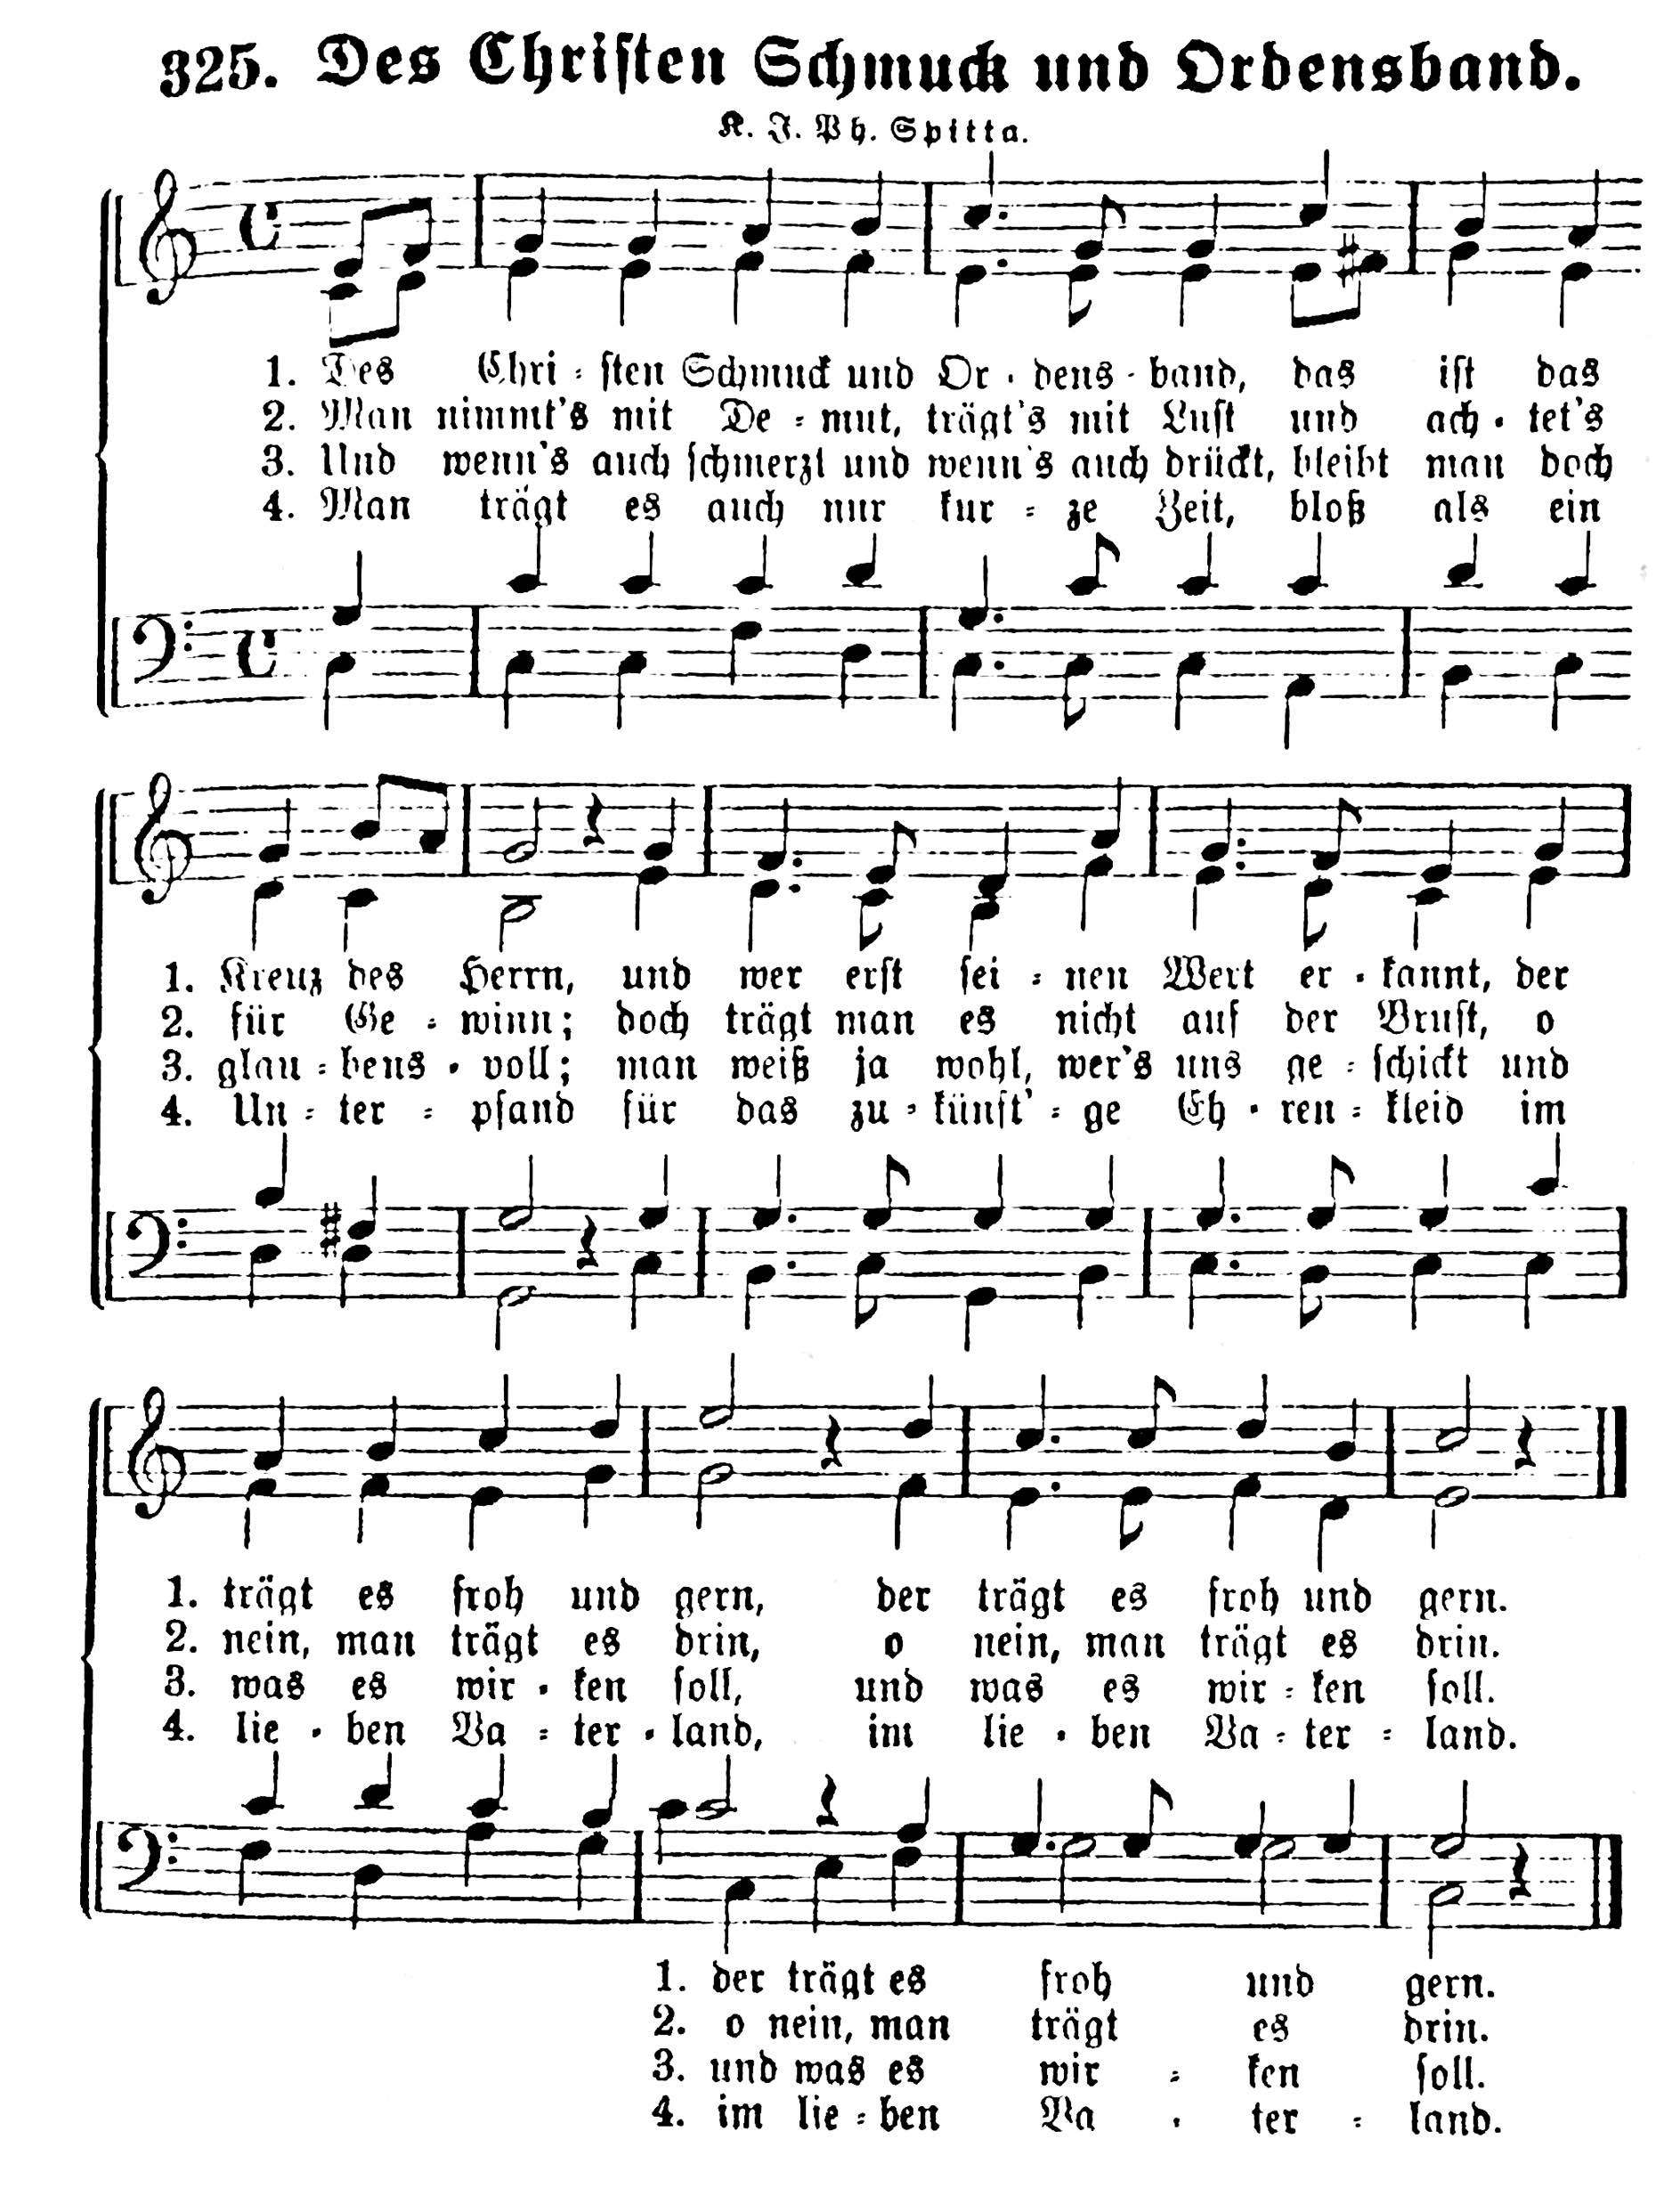 325. Des Christen Schmuck und Ordensband.
K. J. Ph. Spitta.
1. Des Chri = sten Schmuck und Or = dens = band, das ist das
2. Man nimmt's mit De = mut, trägt's mit Lust und ach = tet's
3. Und wenn's auch schmerzt und wenn's auch drückt, bleibt man doch
4. Man trägt es auch nur kur = ze Zeit, bloß als ein
1. Kreuz des Herrn, und wer erst sei = nen Wert er = kannt, der
2. für Ge = winn; doch trägt man es nicht auf der Brust, o
3. glau = bens = voll; man weiß ja wohl, wer's uns ge = schickt und
4. Un = ter = pfand für das zu = künft' = ge Eh = ren = kleid im
1. trägt es froh und gern, der trägt es froh und gern.
2. nein, man trägt es drin, o nein, man trägt es drin.
3. was es wir = ken soll, und was es wir = ken soll.
4. lie = ben Va = ter = land, im lie = ben Va = ter = land.
1. der trägt es froh und gern.
2. o nein, man trägt es drin.
3. und was es wir = ken soll.
4. im lie = ben Va = ter = land.